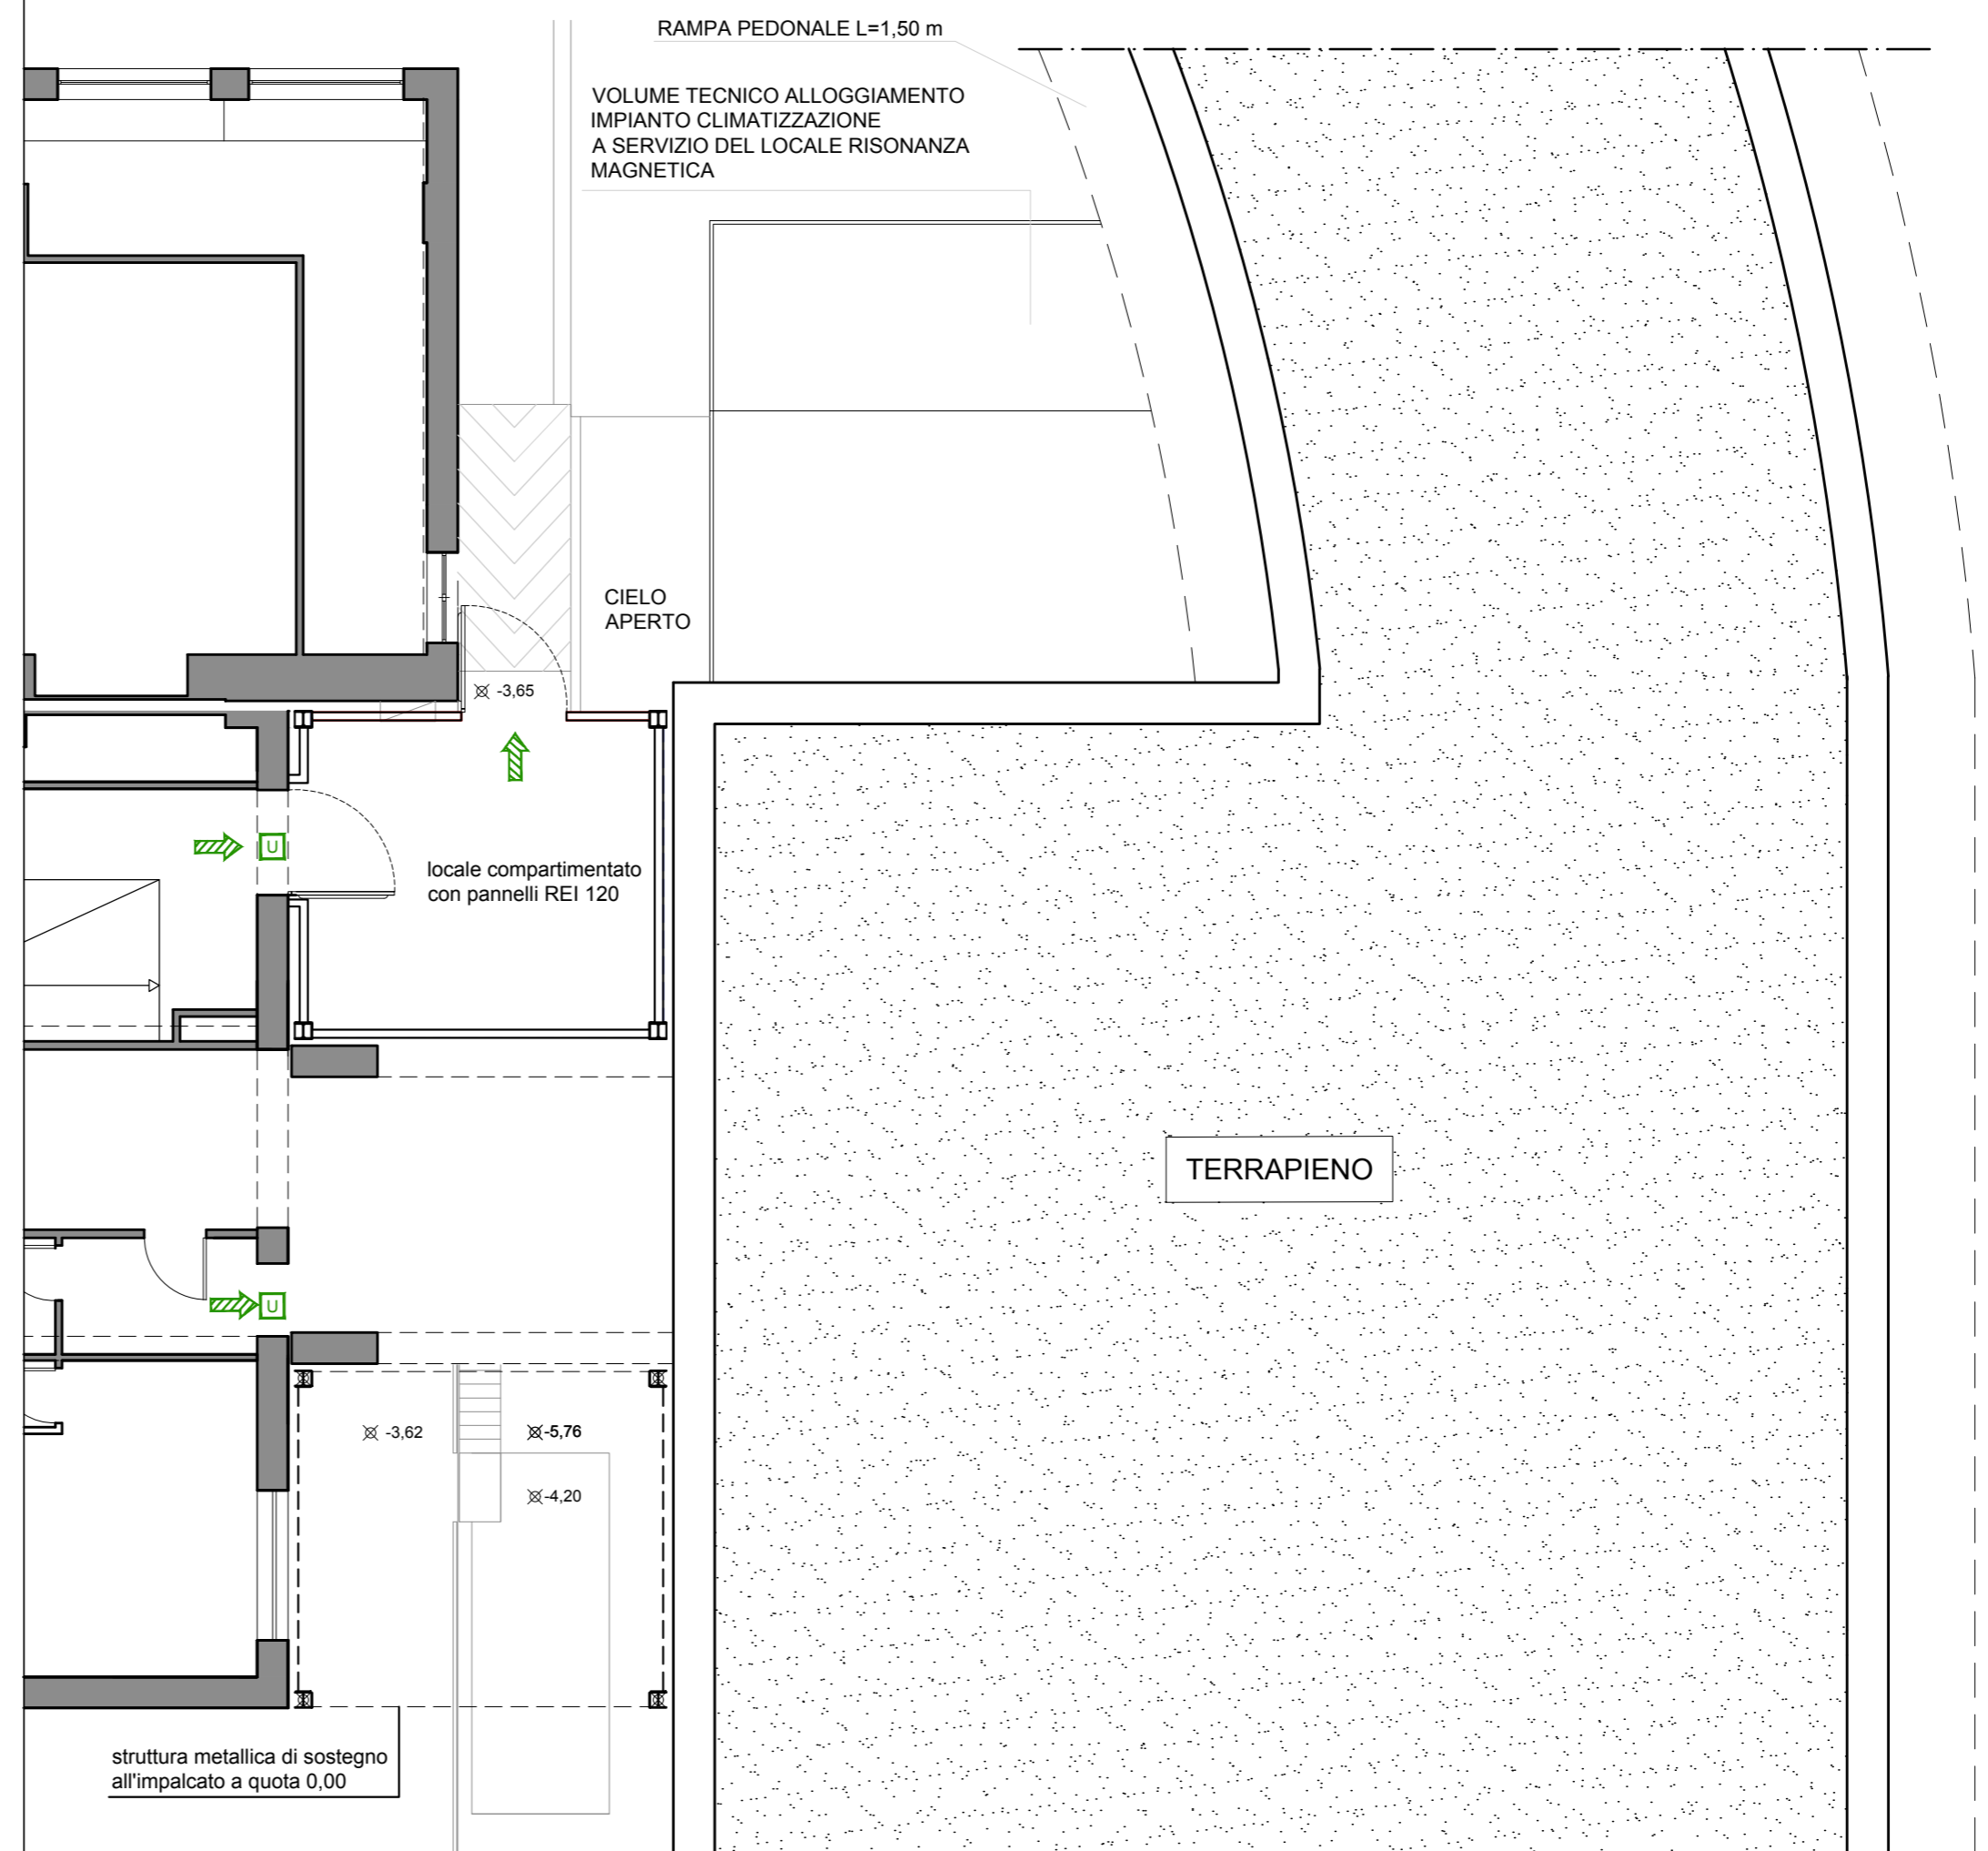 RAMPA PEDONALE L=1,50 m
VOLUME TECNICO ALLOGGIAMENTO
IMPIANTO CLIMATIZZAZIONE
A SERVIZIO DEL LOCALE RISONANZA
MAGNETICA
CIELO
APERTO
-3,65
U
locale compartimentato
con pannelli REI 120
TERRAPIENO
U
-3,62
-5,76
-4,20
struttura metallica di sostegno
all'impalcato a quota 0,00